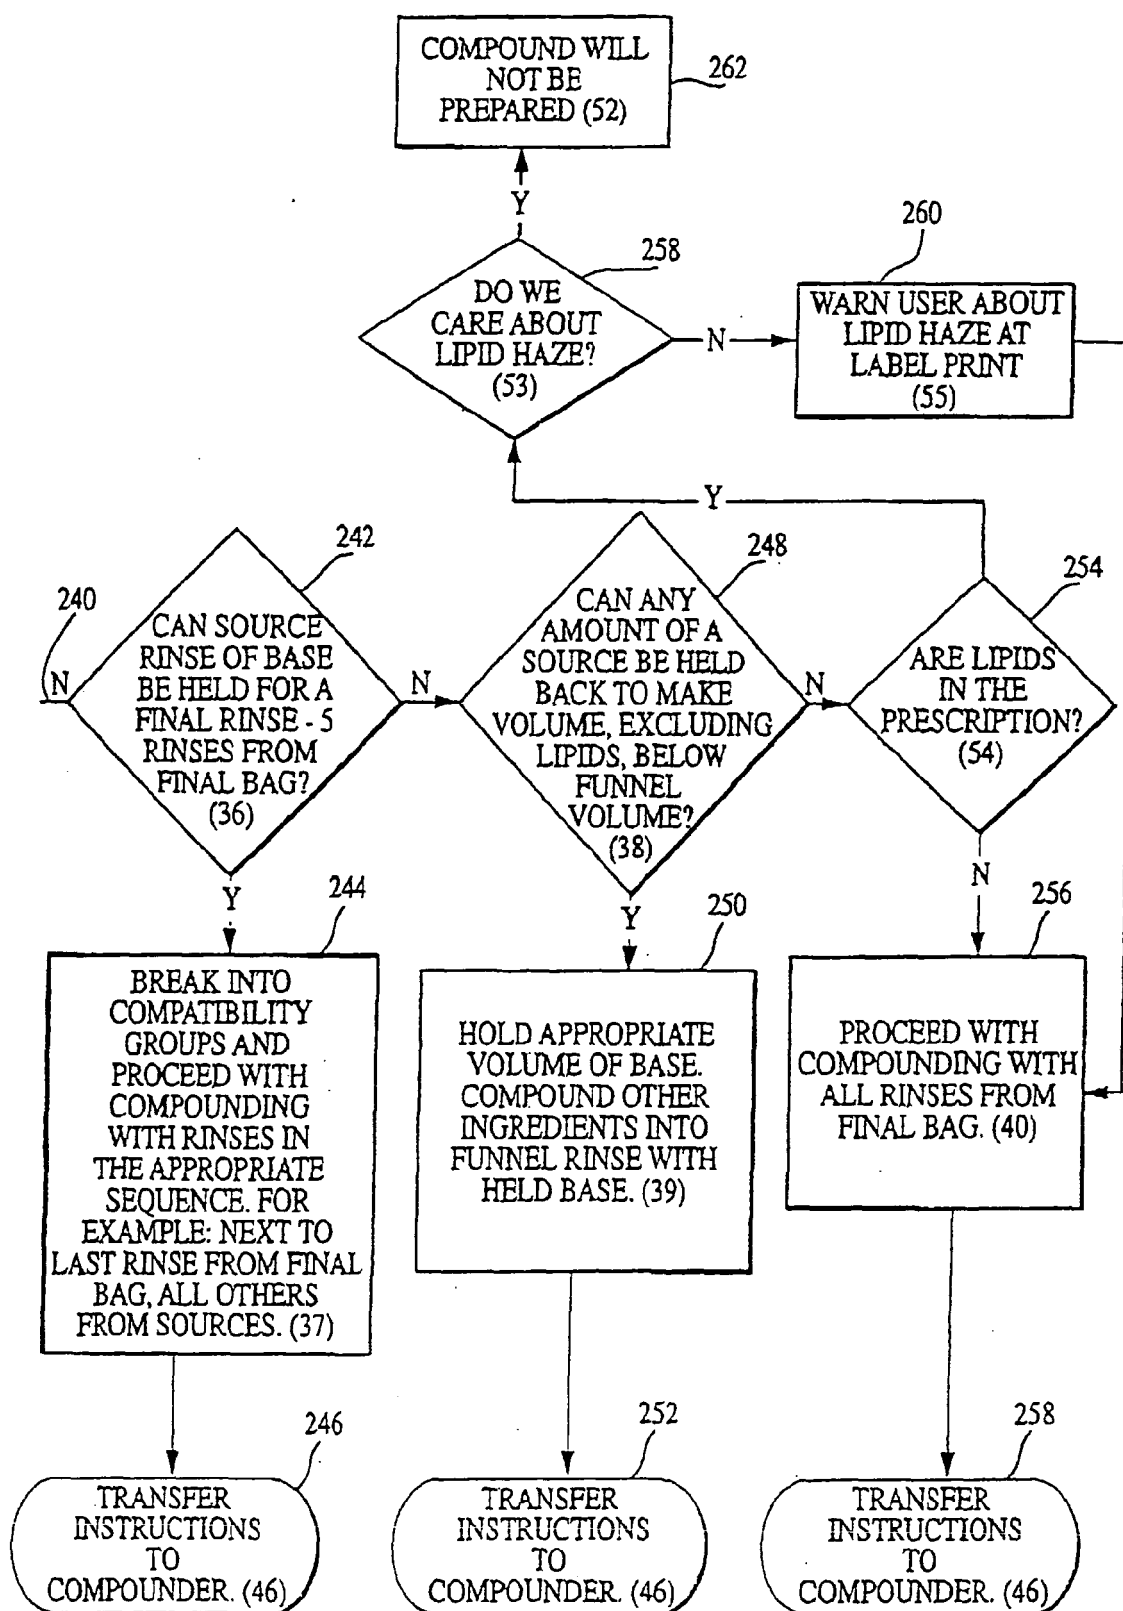 COMPOUND WILL
NOT BE
PREPARED (52)
262
Y
258
DO WE
CARE ABOUT
LIPID HAZE?
(53)
N
260
WARN USER ABOUT
LIPID HAZE AT
LABEL PRINT
(55)
Y
240
N
242
CAN SOURCE
RINSE OF BASE
BE HELD FOR A
FINAL RINSE - 5
RINSES FROM
FINAL BAG?
(36)
N
248
CAN ANY
AMOUNT OF A
SOURCE BE HELD
BACK TO MAKE
VOLUME, EXCLUDING
LIPIDS, BELOW
FUNNEL
VOLUME?
(38)
N
254
ARE LIPIDS
IN THE
PRESCRIPTION?
(54)
Y
244
BREAK INTO
COMPATIBILITY
GROUPS AND
PROCEED WITH
COMPOUNDING
WITH RINSES IN
THE APPROPRIATE
SEQUENCE. FOR
EXAMPLE: NEXT TO
LAST RINSE FROM FINAL
BAG, ALL OTHERS
FROM SOURCES. (37)
Y
250
HOLD APPROPRIATE
VOLUME OF BASE.
COMPOUND OTHER
INGREDIENTS INTO
FUNNEL RINSE WITH
HELD BASE. (39)
N
256
PROCEED WITH
COMPOUNDING WITH
ALL RINSES FROM
FINAL BAG. (40)
246
TRANSFER
INSTRUCTIONS
TO
COMPOUNDER. (46)
252
TRANSFER
INSTRUCTIONS
TO
COMPOUNDER. (46)
258
TRANSFER
INSTRUCTIONS
TO
COMPOUNDER. (46)